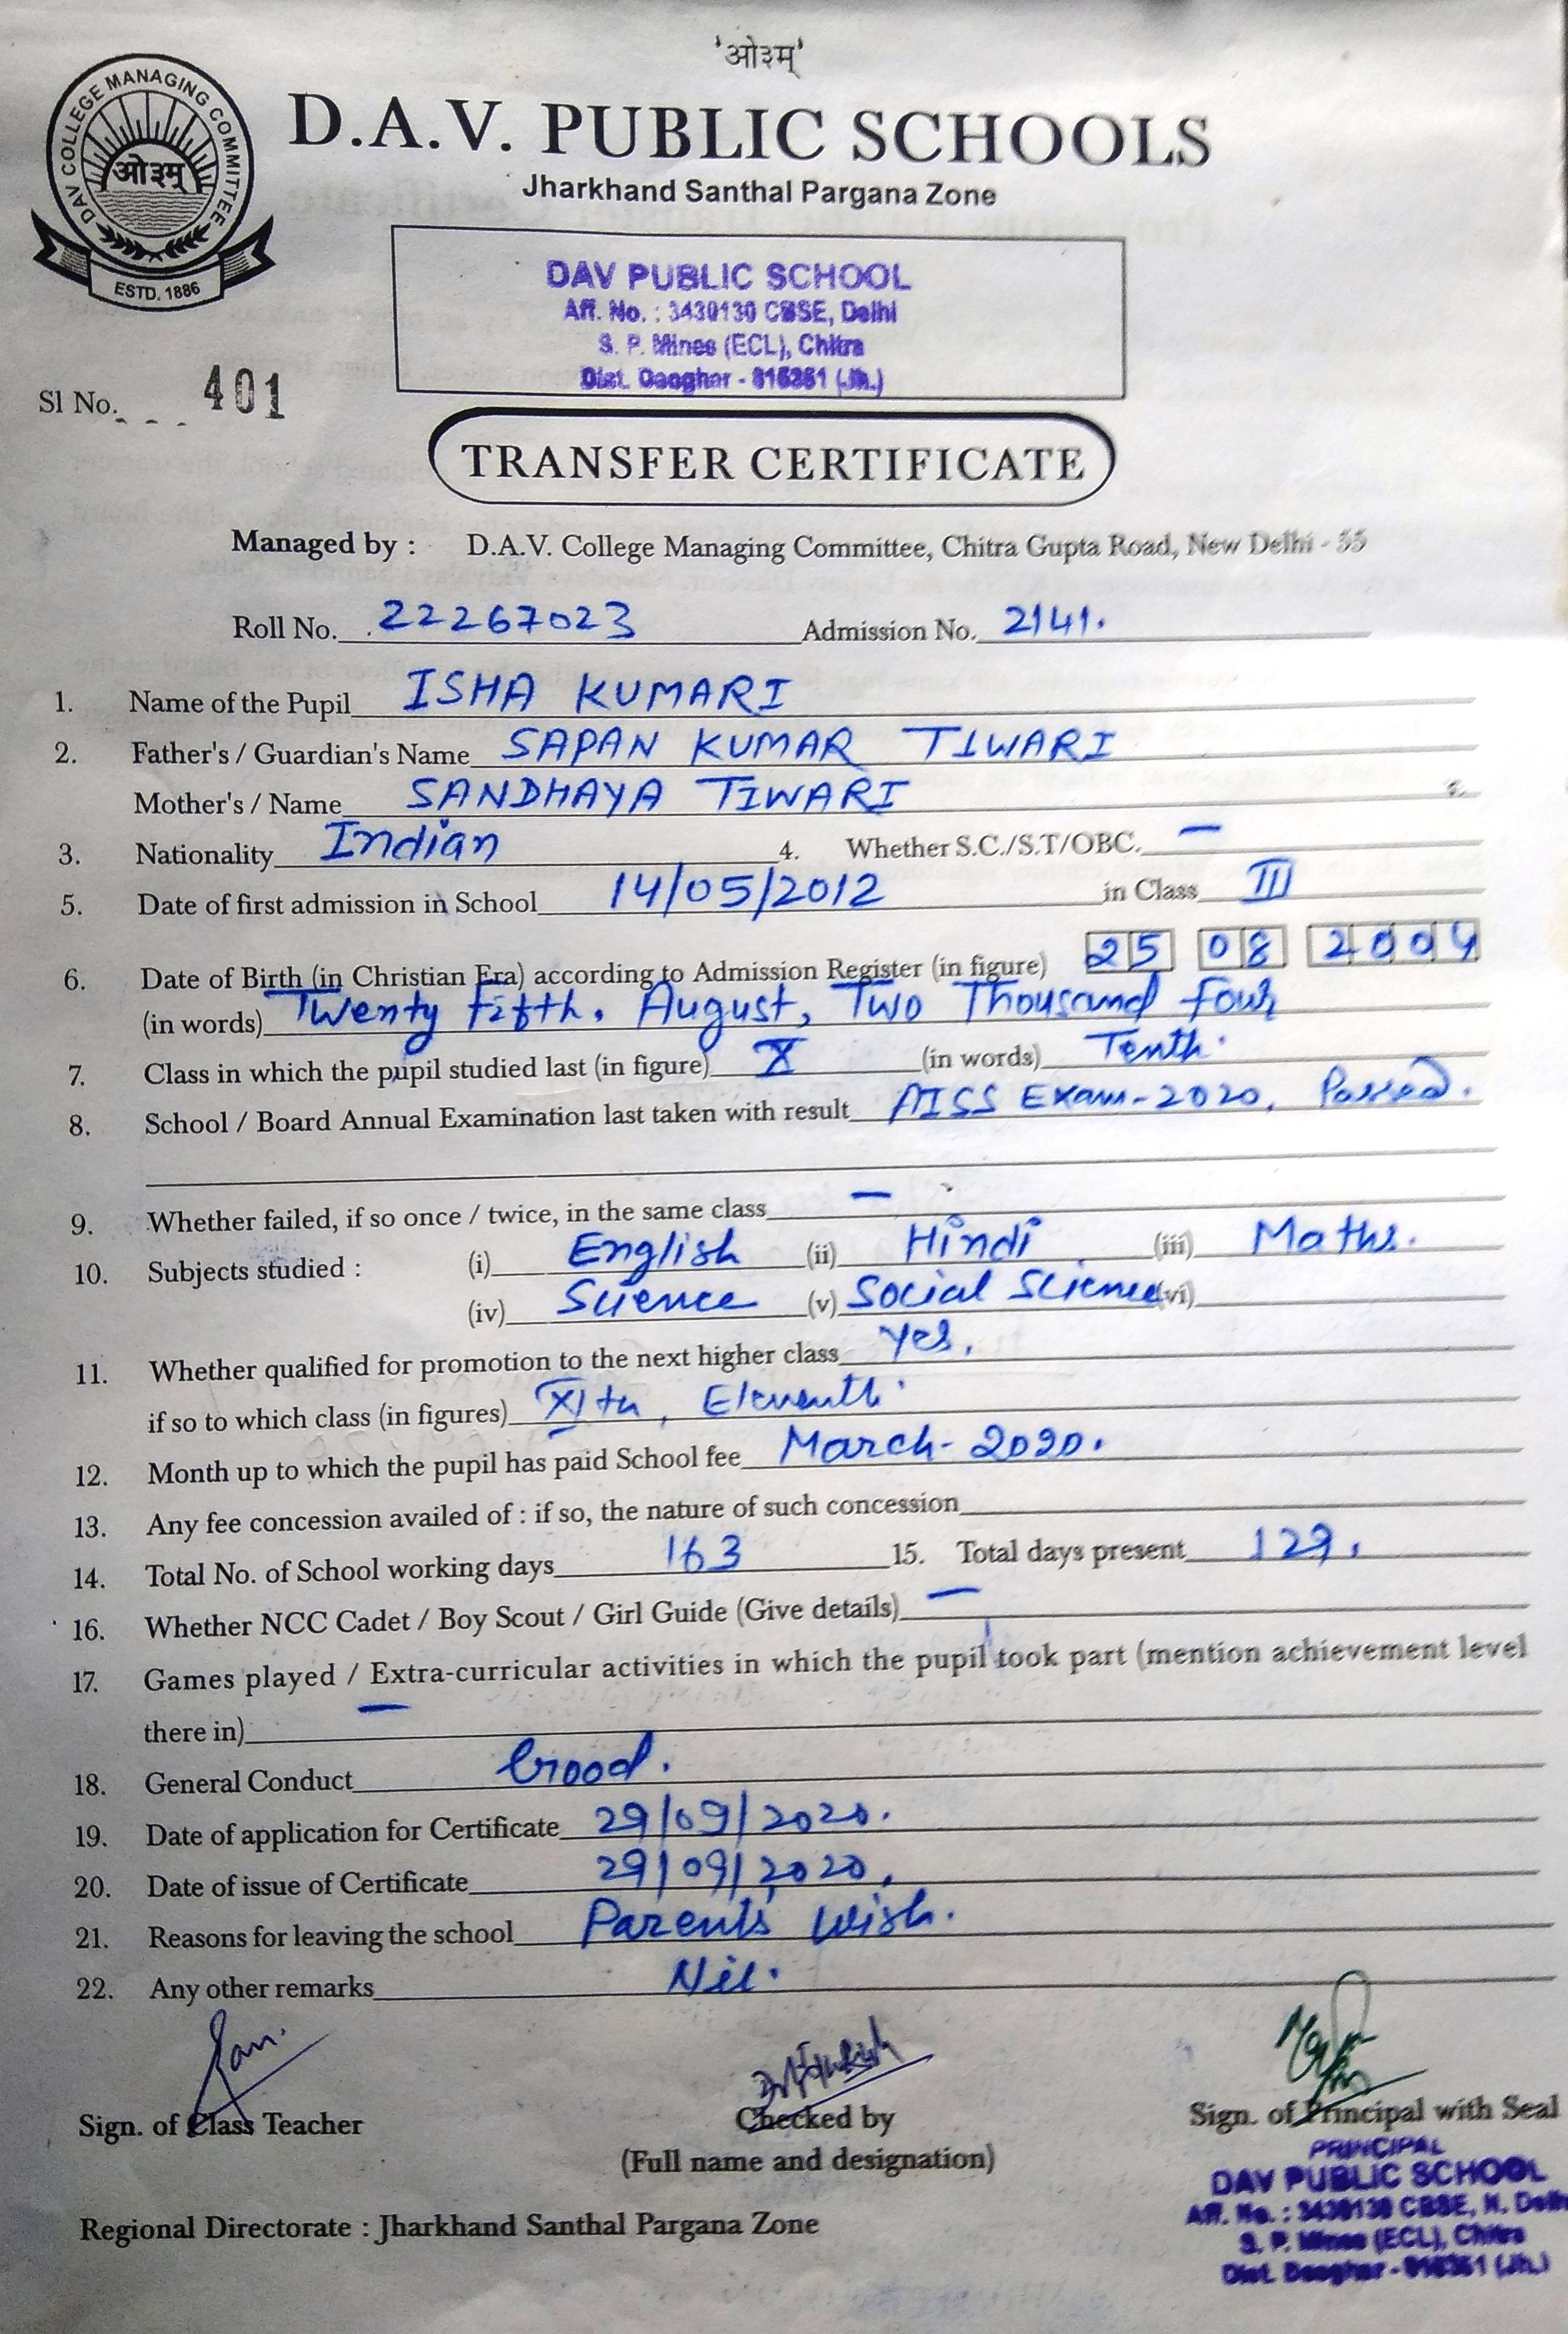 'ओ३म्'
DAV COLLEGE MANAGING COMMITTEE
ओ३म्
ESTD. 1886
D.A.V. PUBLIC SCHOOLS
Jharkhand Santhal Pargana Zone
DAV PUBLIC SCHOOL
Aff. No. : 3430130 CBSE, Delhi
S. P. Mines (ECL), Chitra
Dist. Deoghar - 815351 (Jh.)
Sl No. 401
TRANSFER CERTIFICATE
Managed by : D.A.V. College Managing Committee, Chitra Gupta Road, New Delhi - 55
Roll No. 22267023 Admission No. 2141.
1. Name of the Pupil ISHA KUMARI
2. Father's / Guardian's Name SAPAN KUMAR TIWARI
Mother's / Name SANDHAYA TIWARI
3. Nationality Indian 4. Whether S.C./S.T/OBC. —
5. Date of first admission in School 14/05/2012 in Class III
6. Date of Birth (in Christian Era) according to Admission Register (in figure) 25 08 2004
(in words) Twenty fifth, August, Two Thousand four
7. Class in which the pupil studied last (in figure) X (in words) Tenth.
8. School / Board Annual Examination last taken with result AISS Exam-2020, Passed.
9. Whether failed, if so once / twice, in the same class —
10. Subjects studied : (i) English (ii) Hindi (iii) Maths.
(iv) Science (v) Social Science (vi)
11. Whether qualified for promotion to the next higher class yes,
if so to which class (in figures) XIth, Eleventh.
12. Month up to which the pupil has paid School fee March-2020.
13. Any fee concession availed of : if so, the nature of such concession
14. Total No. of School working days 163 15. Total days present 129.
16. Whether NCC Cadet / Boy Scout / Girl Guide (Give details) —
17. Games played / Extra-curricular activities in which the pupil took part (mention achievement level
there in) —
18. General Conduct Good.
19. Date of application for Certificate 29/09/2020.
20. Date of issue of Certificate 29/09/2020,
21. Reasons for leaving the school Parents' Wish.
22. Any other remarks Nil.
Sign. of Class Teacher
Checked by
(Full name and designation)
Sign. of Principal with Seal
PRINCIPAL
DAV PUBLIC SCHOOL
Aff. No. : 3430130 CBSE, N. Delhi
S. P. Mines (ECL), Chitra
Dist. Deoghar - 815351 (Jh.)
Regional Directorate : Jharkhand Santhal Pargana Zone